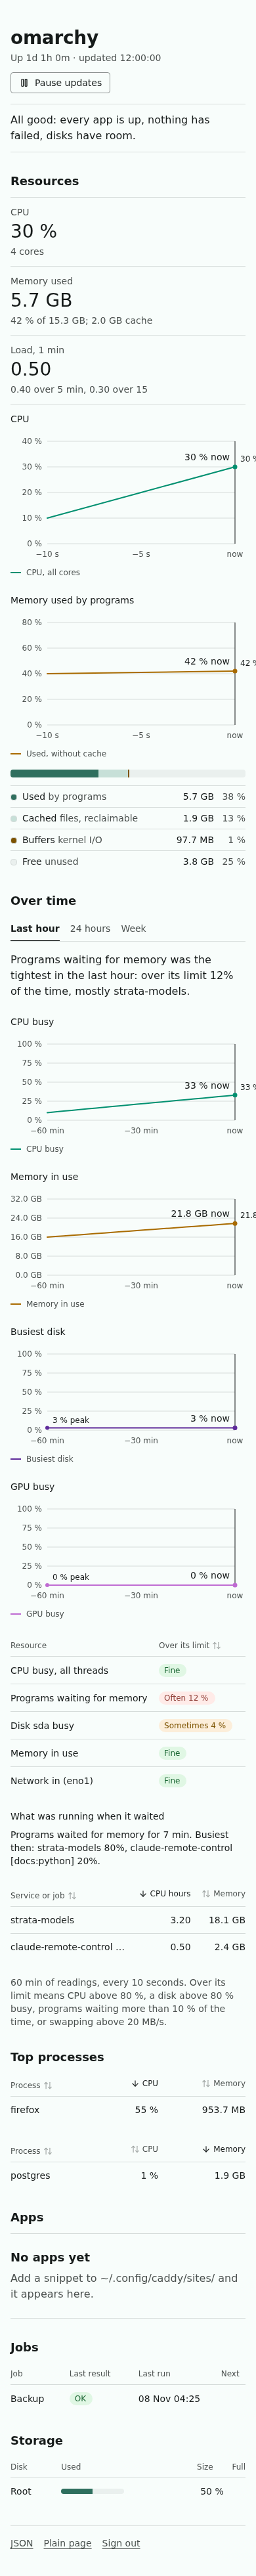 omarchy
Up 1d 1h 0m · updated 12:00:00
Pause updates
All good: every app is up, nothing has
failed, disks have room.
Resources
CPU
30 %
4 cores
Memory used
5.7 GB
42 % of 15.3 GB; 2.0 GB cache
Load, 1 min
0.50
0.40 over 5 min, 0.30 over 15
CPU
40 %
30 % now
30 %
30 %
20 %
10 %
0 %
−10 s −5 s now
CPU, all cores
Memory used by programs
80 %
60 %
42 % now
42 %
40 %
20 %
0 %
−10 s −5 s now
Used, without cache
Used by programs 5.7 GB 38 %
Cached files, reclaimable 1.9 GB 13 %
Buffers kernel I/O 97.7 MB 1 %
Free unused 3.8 GB 25 %
Over time
Last hour 24 hours Week
Programs waiting for memory was the
tightest in the last hour: over its limit 12%
of the time, mostly strata-models.
CPU busy
100 %
75 %
50 %
33 % now
33 %
25 %
0 %
−60 min −30 min now
CPU busy
Memory in use
32.0 GB
24.0 GB
21.8 GB now
21.8
16.0 GB
8.0 GB
0.0 GB
−60 min −30 min now
Memory in use
Busiest disk
100 %
75 %
50 %
25 %
3 % peak
3 % now
0 %
−60 min −30 min now
Busiest disk
GPU busy
100 %
75 %
50 %
25 %
0 % peak
0 % now
0 %
−60 min −30 min now
GPU busy
Resource Over its limit
CPU busy, all threads Fine
Programs waiting for memory Often 12 %
Disk sda busy Sometimes 4 %
Memory in use Fine
Network in (eno1) Fine
What was running when it waited
Programs waited for memory for 7 min. Busiest
then: strata-models 80%, claude-remote-control
[docs:python] 20%.
Service or job CPU hours Memory
strata-models 3.20 18.1 GB
claude-remote-control … 0.50 2.4 GB
60 min of readings, every 10 seconds. Over its
limit means CPU above 80 %, a disk above 80 %
busy, programs waiting more than 10 % of the
time, or swapping above 20 MB/s.
Top processes
Process CPU Memory
firefox 55 % 953.7 MB
Process CPU Memory
postgres 1 % 1.9 GB
Apps
No apps yet
Add a snippet to ~/.config/caddy/sites/ and
it appears here.
Jobs
Job Last result Last run Next
Backup OK 08 Nov 04:25
Storage
Disk Used Size Full
Root 50 %
JSON Plain page Sign out